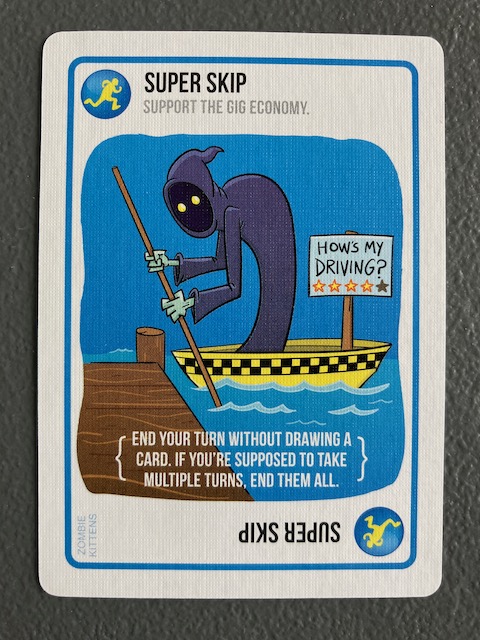 SUPER SKIP
SUPPORT THE GIG ECONOMY.
HOW'S MY
DRIVING?
END YOUR TURN WITHOUT DRAWING A
CARD. IF YOU'RE SUPPOSED TO TAKE
MULTIPLE TURNS, END THEM ALL.
ZOMBIE
KITTENS
SUPER SKIP